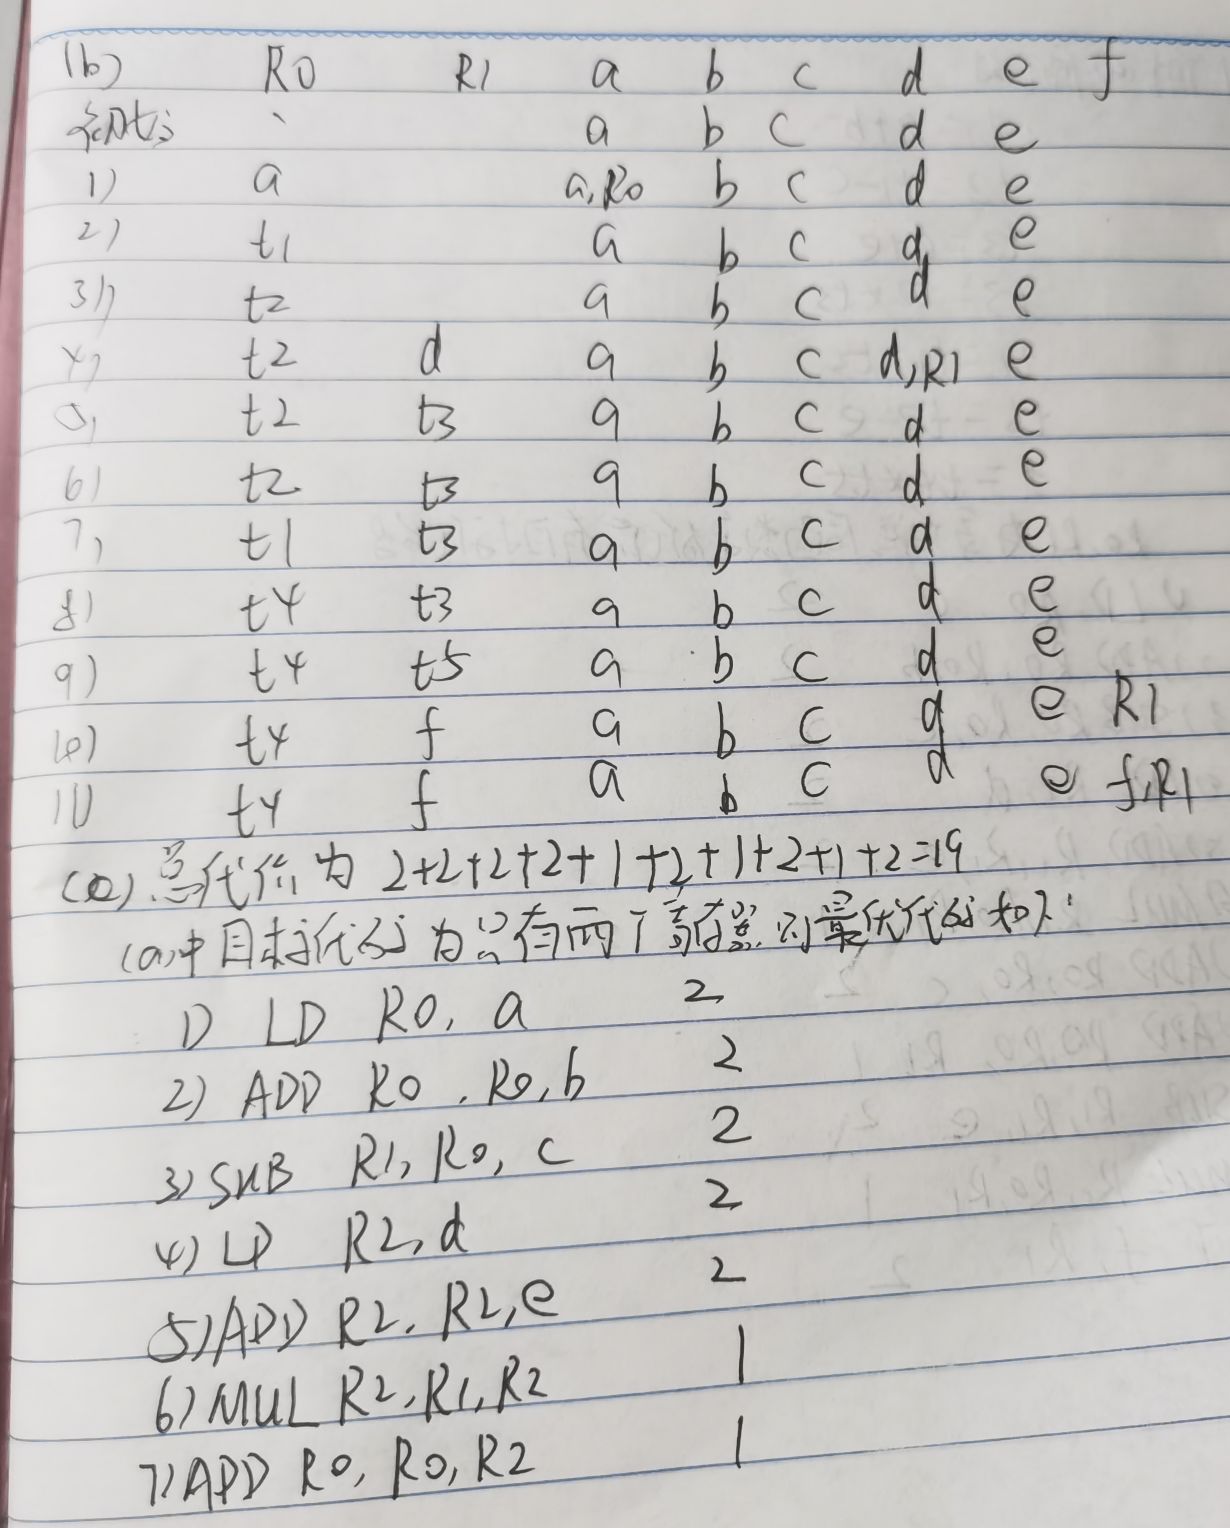 (b) R0 R1 a b c d e f
初始 a b c d e
1) a a,R0 b c d e
2) t1 a b c d e
3) t2 a b c d e
4) t2 d a b c d,R1 e
5) t2 t3 a b c d e
6) t2 t3 a b c d e
7) t1 t3 a b c d e
8) t4 t3 a b c d e
9) t4 t5 a b c d e
10) t4 f a b c d e R1
11) t4 f a b c d e f,R1
总代价为 2+2+2+2+1+2+1+2+1+2=19
(a)中目标代码为只有两个寄存器的最优代码如下:
1) LD R0, a 2
2) ADD R0, R0, b 2
3) SUB R1, R0, c 2
4) LD R2, d 2
5) ADD R2, R2, e 2
6) MUL R2, R1, R2 1
7) ADD R0, R0, R2 1